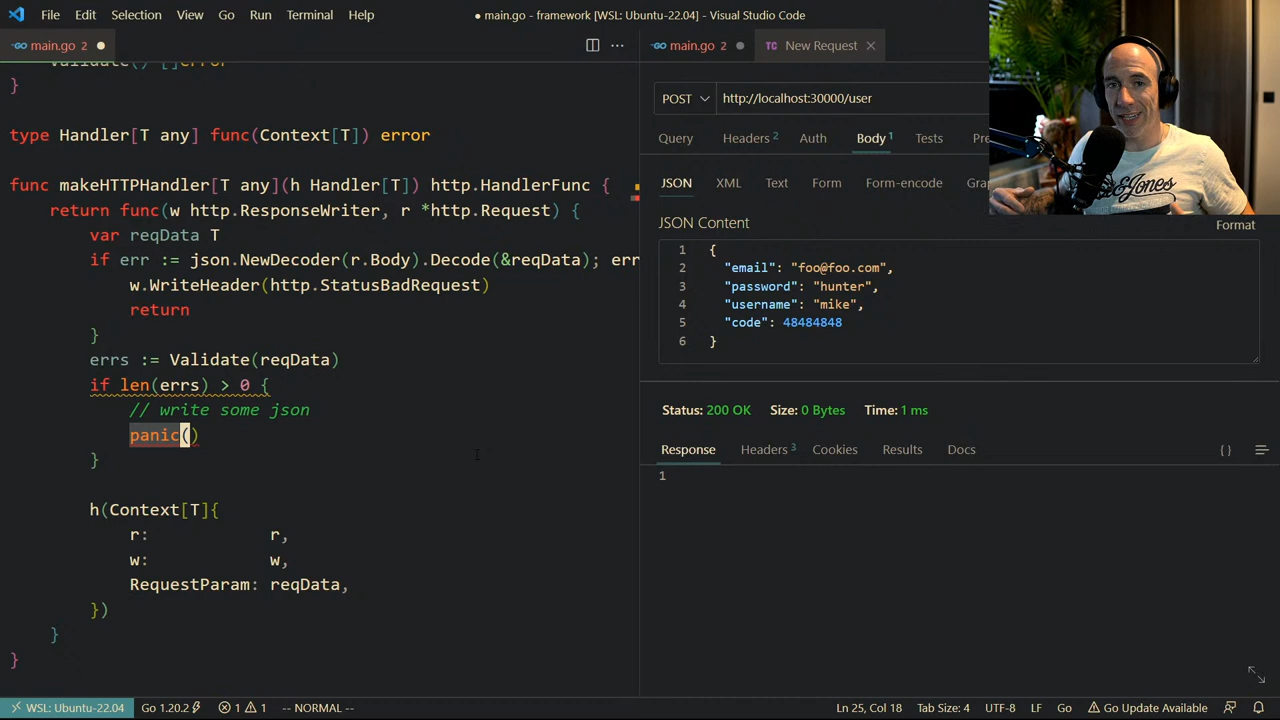 File Edit Selection View Go Run Terminal Help
● main.go - framework [WSL: Ubuntu-22.04] - Visual Studio Code
main.go 2
Validate() []error
}
type Handler[T any] func(Context[T]) error
func makeHTTPHandler[T any](h Handler[T]) http.HandlerFunc {
return func(w http.ResponseWriter, r *http.Request) {
var reqData T
if err := json.NewDecoder(r.Body).Decode(&reqData); err
w.WriteHeader(http.StatusBadRequest)
return
}
errs := Validate(reqData)
if len(errs) > 0 {
// write some json
panic()
}
h(Context[T]{
r: r,
w: w,
RequestParam: reqData,
})
}
}
main.go 2
TC New Request
POST http://localhost:30000/user
Query Headers 2 Auth Body 1 Tests Pre
JSON XML Text Form Form-encode Gra
JSON Content
Format
1 {
2 "email": "foo@foo.com",
3 "password": "hunter",
4 "username": "mike",
5 "code": 48484848
6 }
Status: 200 OK Size: 0 Bytes Time: 1 ms
Response Headers 3 Cookies Results Docs { }
1
WSL: Ubuntu-22.04 Go 1.20.2 1 1 -- NORMAL -- Ln 25, Col 18 Tab Size: 4 UTF-8 LF Go Go Update Available